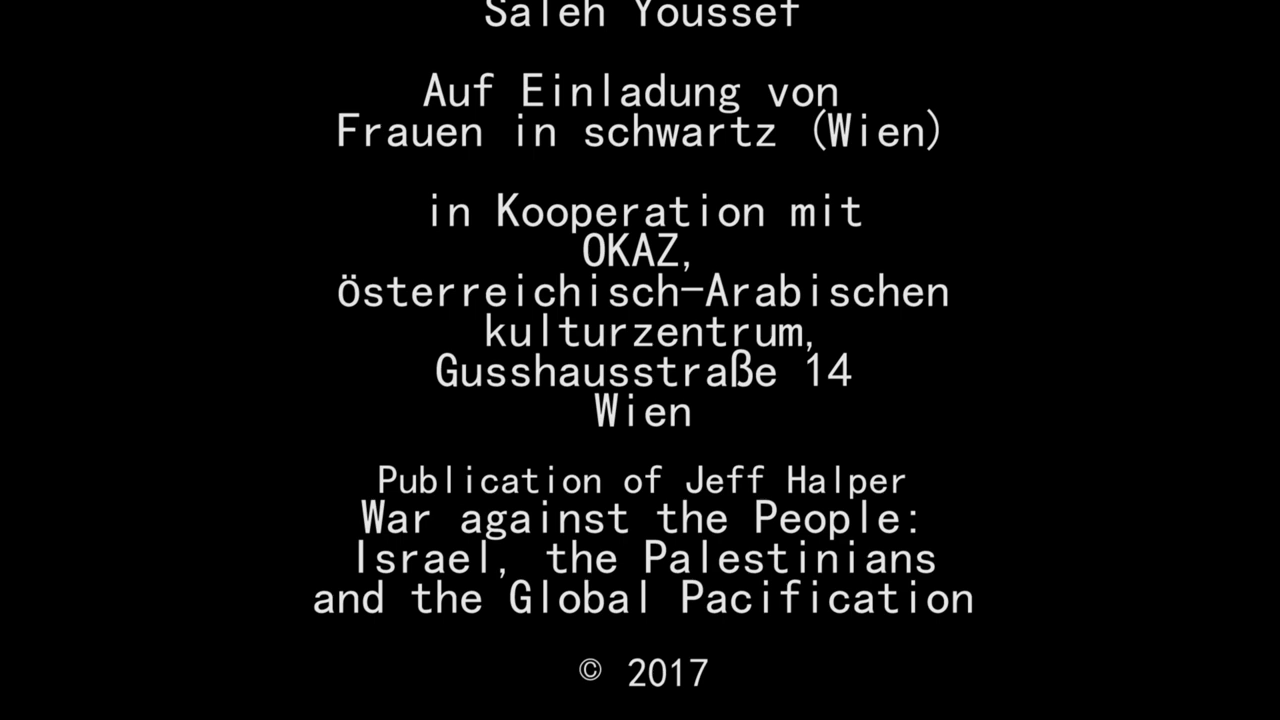 Saleh Youssef
Auf Einladung von
Frauen in schwartz (Wien)
in Kooperation mit
OKAZ,
österreichisch-Arabischen
kulturzentrum,
Gusshausstraße 14
Wien
Publication of Jeff Halper
War against the People:
Israel, the Palestinians
and the Global Pacification
© 2017